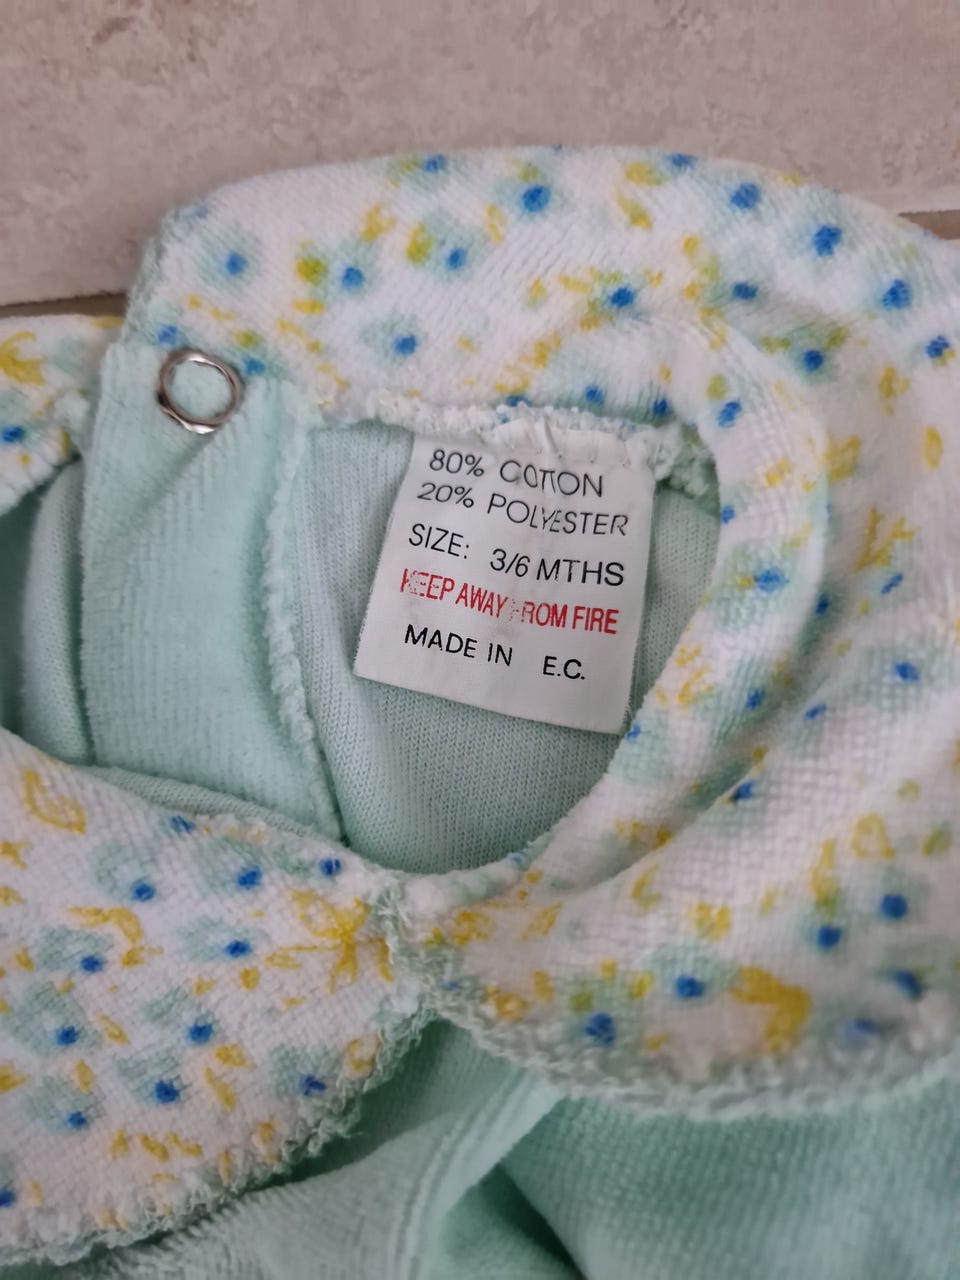 80% COTTON
20% POLYESTER
SIZE: 3/6 MTHS
KEEP AWAY FROM FIRE
MADE IN E.C.